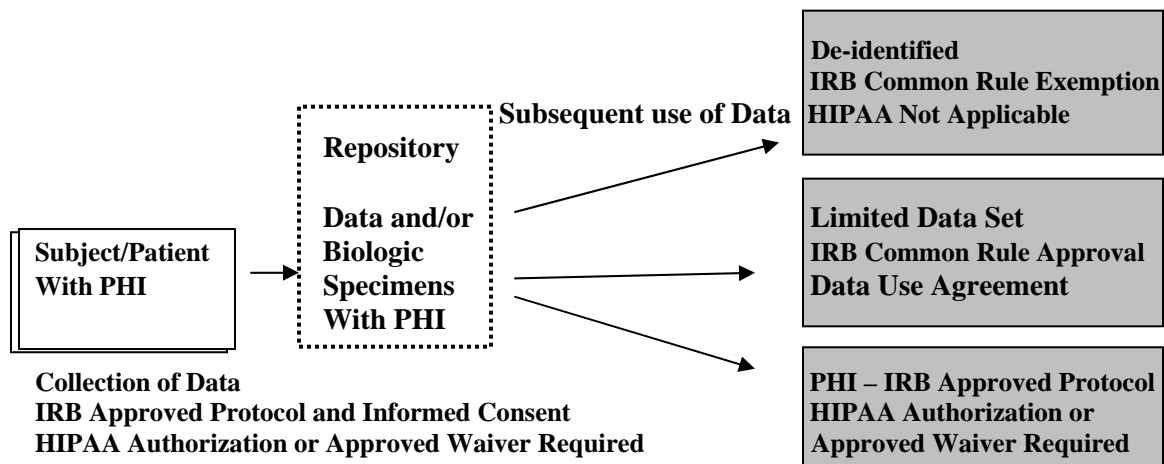 Subject/Patient
With PHI
Collection of Data
IRB Approved Protocol and Informed Consent
HIPAA Authorization or Approved Waiver Required
Repository
Data and/or
Biologic
Specimens
With PHI
Subsequent use of Data
De-identified
IRB Common Rule Exemption
HIPAA Not Applicable
Limited Data Set
IRB Common Rule Approval
Data Use Agreement
PHI – IRB Approved Protocol
HIPAA Authorization or
Approved Waiver Required